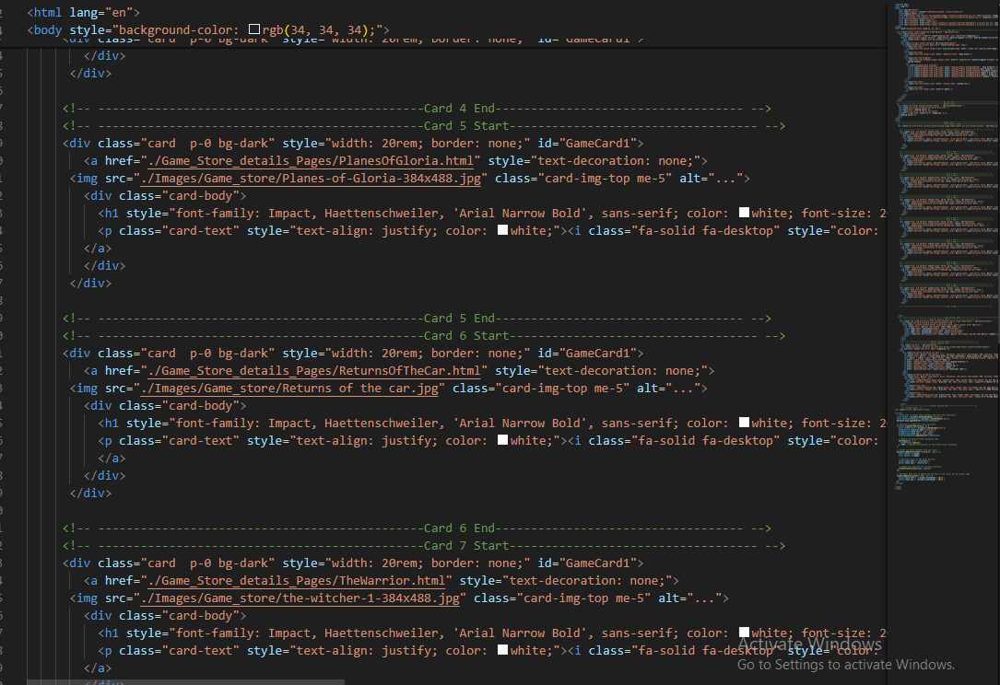 <html lang="en">
<body style="background-color: rgb(34, 34, 34);">
<div class="card  p-0 bg-dark" style="width: 20rem; border: none;" id="GameCard1">
</div>
</div>
<!-- ----------------------------------------------Card 4 End----------------------------------- -->
<!-- ----------------------------------------------Card 5 Start----------------------------------- -->
<div class="card  p-0 bg-dark" style="width: 20rem; border: none;" id="GameCard1">
<a href="./Game_Store_details_Pages/PlanesOfGloria.html" style="text-decoration: none;">
<img src="./Images/Game_store/Planes-of-Gloria-384x488.jpg" class="card-img-top me-5" alt="...">
<div class="card-body">
<h1 style="font-family: Impact, Haettenschweiler, 'Arial Narrow Bold', sans-serif; color: white; font-size: 2
<p class="card-text" style="text-align: justify; color: white;"><i class="fa-solid fa-desktop" style="color:
</a>
</div>
</div>
<!-- ----------------------------------------------Card 5 End----------------------------------- -->
<!-- ----------------------------------------------Card 6 Start----------------------------------- -->
<div class="card  p-0 bg-dark" style="width: 20rem; border: none;" id="GameCard1">
<a href="./Game_Store_details_Pages/ReturnsOfTheCar.html" style="text-decoration: none;">
<img src="./Images/Game_store/Returns of the car.jpg" class="card-img-top me-5" alt="...">
<div class="card-body">
<h1 style="font-family: Impact, Haettenschweiler, 'Arial Narrow Bold', sans-serif; color: white; font-size: 2
<p class="card-text" style="text-align: justify; color: white;"><i class="fa-solid fa-desktop" style="color:
</a>
</div>
</div>
<!-- ----------------------------------------------Card 6 End----------------------------------- -->
<!-- ----------------------------------------------Card 7 Start----------------------------------- -->
<div class="card  p-0 bg-dark" style="width: 20rem; border: none;" id="GameCard1">
<a href="./Game_Store_details_Pages/TheWarrior.html" style="text-decoration: none;">
<img src="./Images/Game_store/the-witcher-1-384x488.jpg" class="card-img-top me-5" alt="...">
<div class="card-body">
<h1 style="font-family: Impact, Haettenschweiler, 'Arial Narrow Bold', sans-serif; color: white; font-size: 2
<p class="card-text" style="text-align: justify; color: white;"><i class="fa-solid fa-desktop" style="color:
</a>
</div>
Activate Windows
Go to Settings to activate Windows.